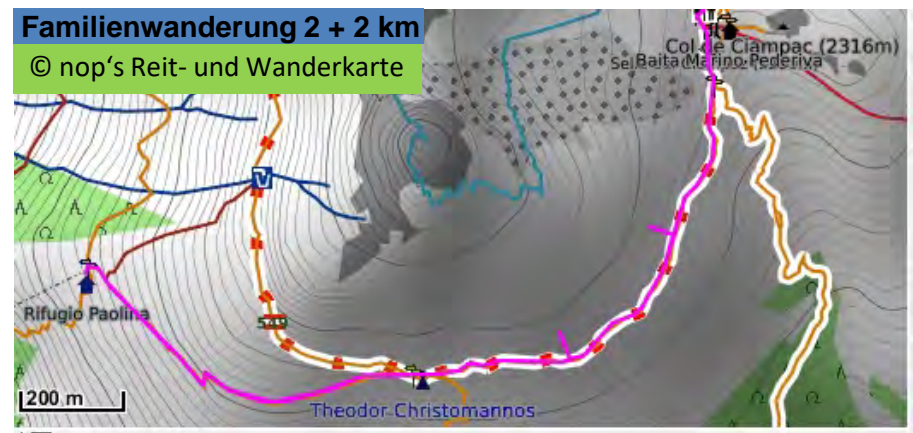 Familienwanderung 2 + 2 km
© nop's Reit- und Wanderkarte
Col de Ciampac (2316m)
Baita Marino Pederiva
Rifugio Paolina
549
200 m
Theodor Christomannos